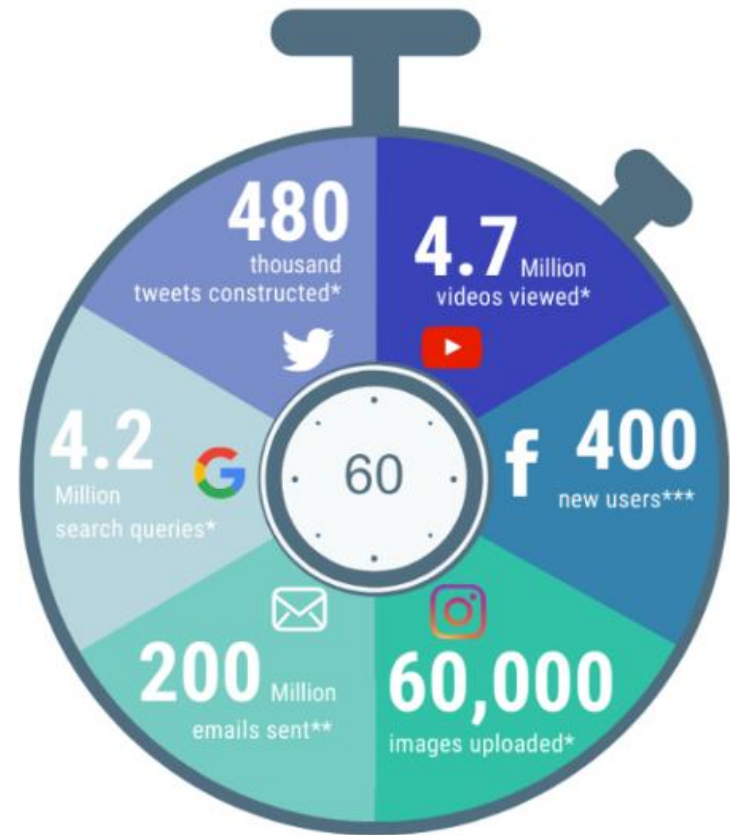 480
thousand
tweets constructed*
4.7 Million
videos viewed*
4.2
Million
search queries*
60
400
new users***
200 Million
emails sent**
60,000
images uploaded*